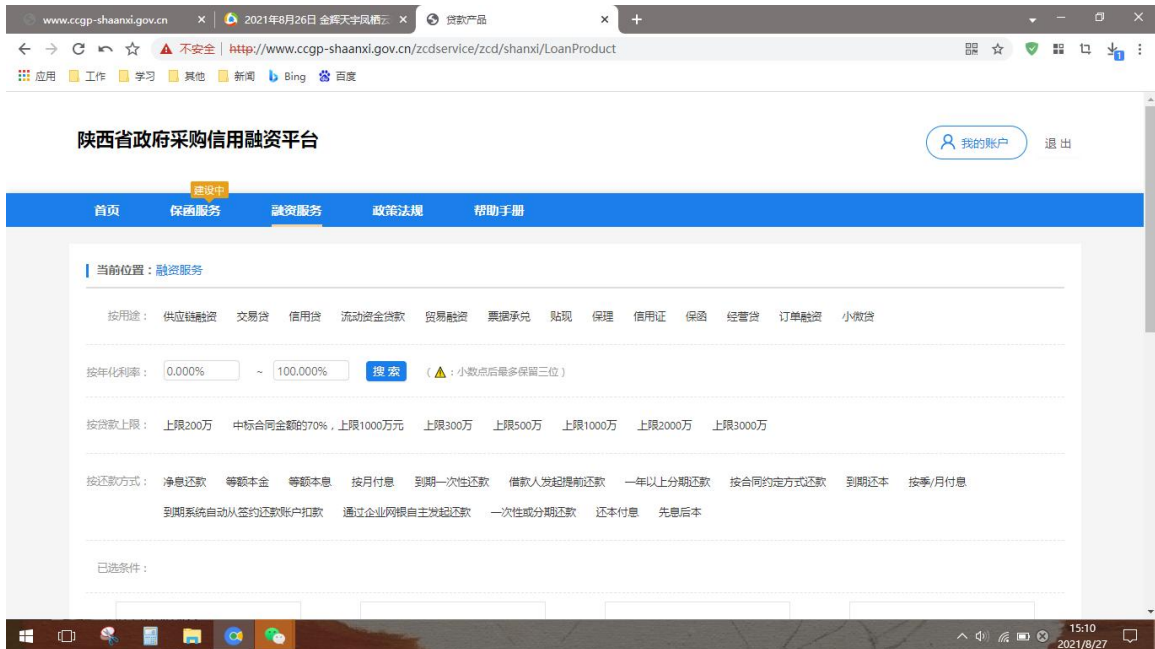 www.ccgp-shaanxi.gov.cn
2021年8月26日 金辉天宇凤栖云
贷款产品
不安全 http://www.ccgp-shaanxi.gov.cn/zcdservice/zcd/shanxi/LoanProduct
应用 工作 学习 其他 新闻 Bing 百度
陕西省政府采购信用融资平台
我的账户 退出
建设中
首页 保函服务 融资服务 政策法规 帮助手册
当前位置：融资服务
按用途： 供应链融资 交易贷 信用贷 流动资金贷款 贸易融资 票据承兑 贴现 保理 信用证 保函 经营贷 订单融资 小微贷
按年化利率： 0.000% ~ 100.000% 搜索 （ ：小数点后最多保留三位）
按贷款上限： 上限200万 中标合同金额的70%，上限1000万元 上限300万 上限500万 上限1000万 上限2000万 上限3000万
按还款方式： 净息还款 等额本金 等额本息 按月付息 到期一次性还款 借款人发起提前还款 一年以上分期还款 按合同约定方式还款 到期还本 按季/月付息
到期系统自动从签约还款账户扣款 通过企业网银自主发起还款 一次性或分期还款 还本付息 先息后本
已选条件：
1
15:10
2021/8/27